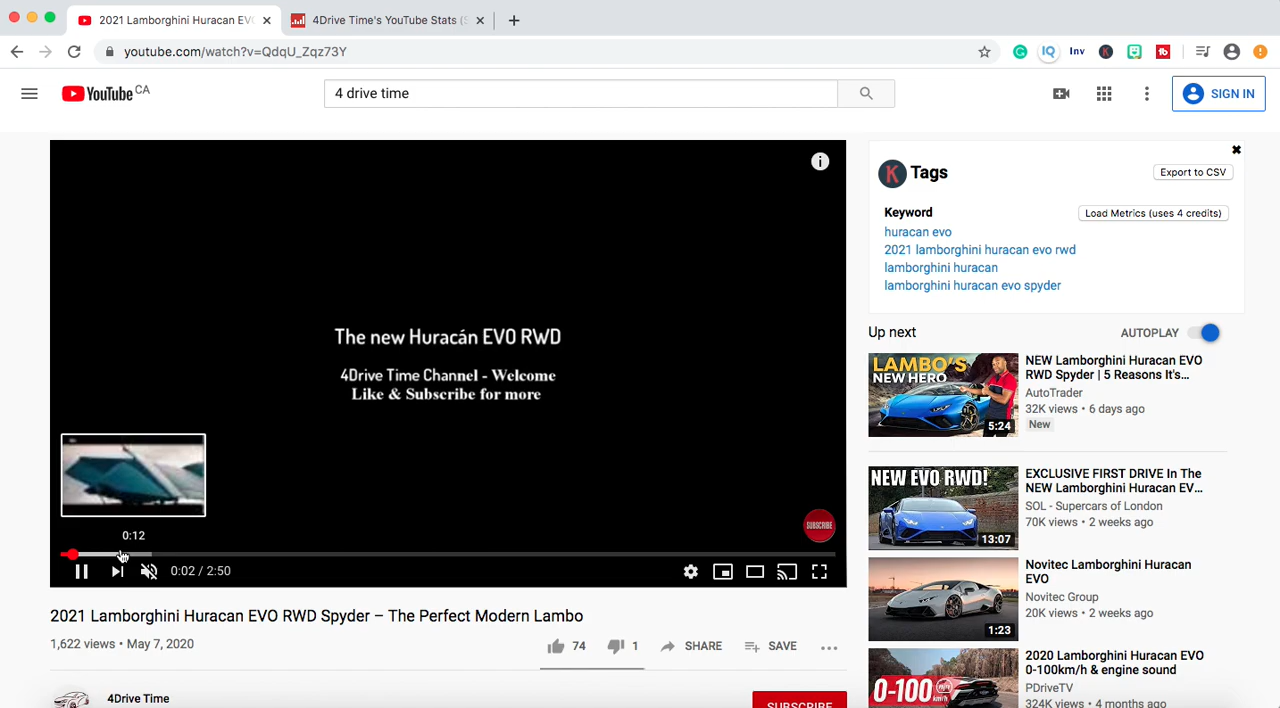 2021 Lamborghini Huracan EV
4Drive Time's YouTube Stats (S
youtube.com/watch?v=QdqU_Zqz73Y
IQ
Inv
K
tb
YouTube CA
4 drive time
SIGN IN
The new Huracán EVO RWD
4Drive Time Channel - Welcome
Like & Subscribe for more
SUBSCRIBE
0:12
0:02 / 2:50
2021 Lamborghini Huracan EVO RWD Spyder – The Perfect Modern Lambo
1,622 views • May 7, 2020
74
1
SHARE
SAVE
4Drive Time
SUBSCRIBE
K Tags
Export to CSV
Keyword
Load Metrics (uses 4 credits)
huracan evo
2021 lamborghini huracan evo rwd
lamborghini huracan
lamborghini huracan evo spyder
Up next
AUTOPLAY
LAMBO'S
NEW HERO
5:24
NEW Lamborghini Huracan EVO
RWD Spyder | 5 Reasons It's...
AutoTrader
32K views • 6 days ago
New
NEW EVO RWD!
13:07
EXCLUSIVE FIRST DRIVE In The
NEW Lamborghini Huracan EV...
SOL - Supercars of London
70K views • 2 weeks ago
1:23
Novitec Lamborghini Huracan
EVO
Novitec Group
20K views • 2 weeks ago
0-100 km/h
2020 Lamborghini Huracan EVO
0-100km/h & engine sound
PDriveTV
324K views • 4 months ago